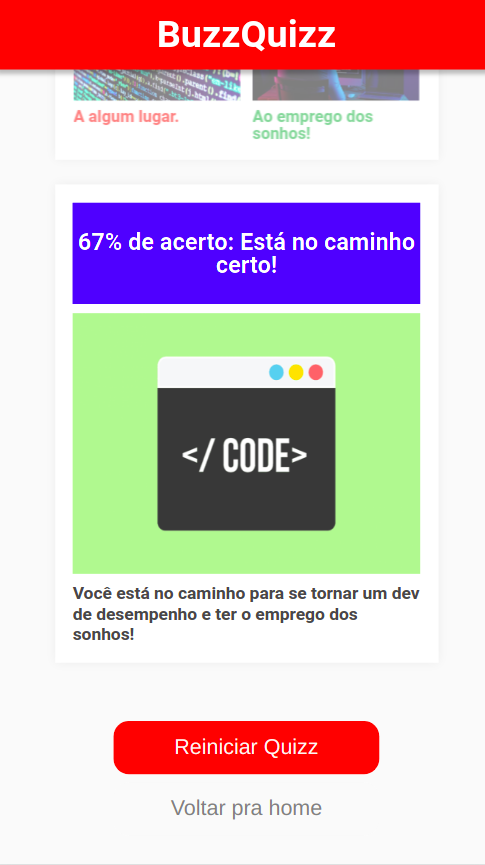 BuzzQuizz
A algum lugar.
Ao emprego dos
sonhos!
67% de acerto: Está no caminho
certo!
</ CODE>
Você está no caminho para se tornar um dev
de desempenho e ter o emprego dos
sonhos!
Reiniciar Quizz
Voltar pra home